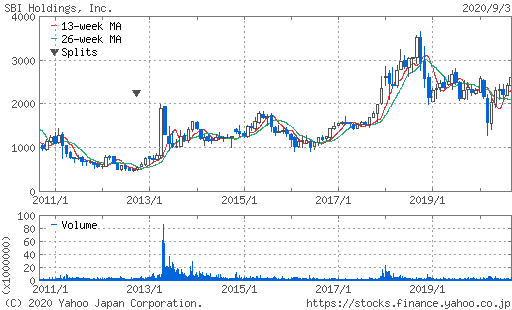 SBI Holdings, Inc. 2020/9/3
4000
3000
2000
1000
0
13-week MA
26-week MA
Splits
2011/1 2013/1 2015/1 2017/1 2019/1
100
80
60
40
20
0
(x1000000)
Volume
2011/1 2013/1 2015/1 2017/1 2019/1
(C) 2020 Yahoo Japan Corporation. https://stocks.finance.yahoo.co.jp/